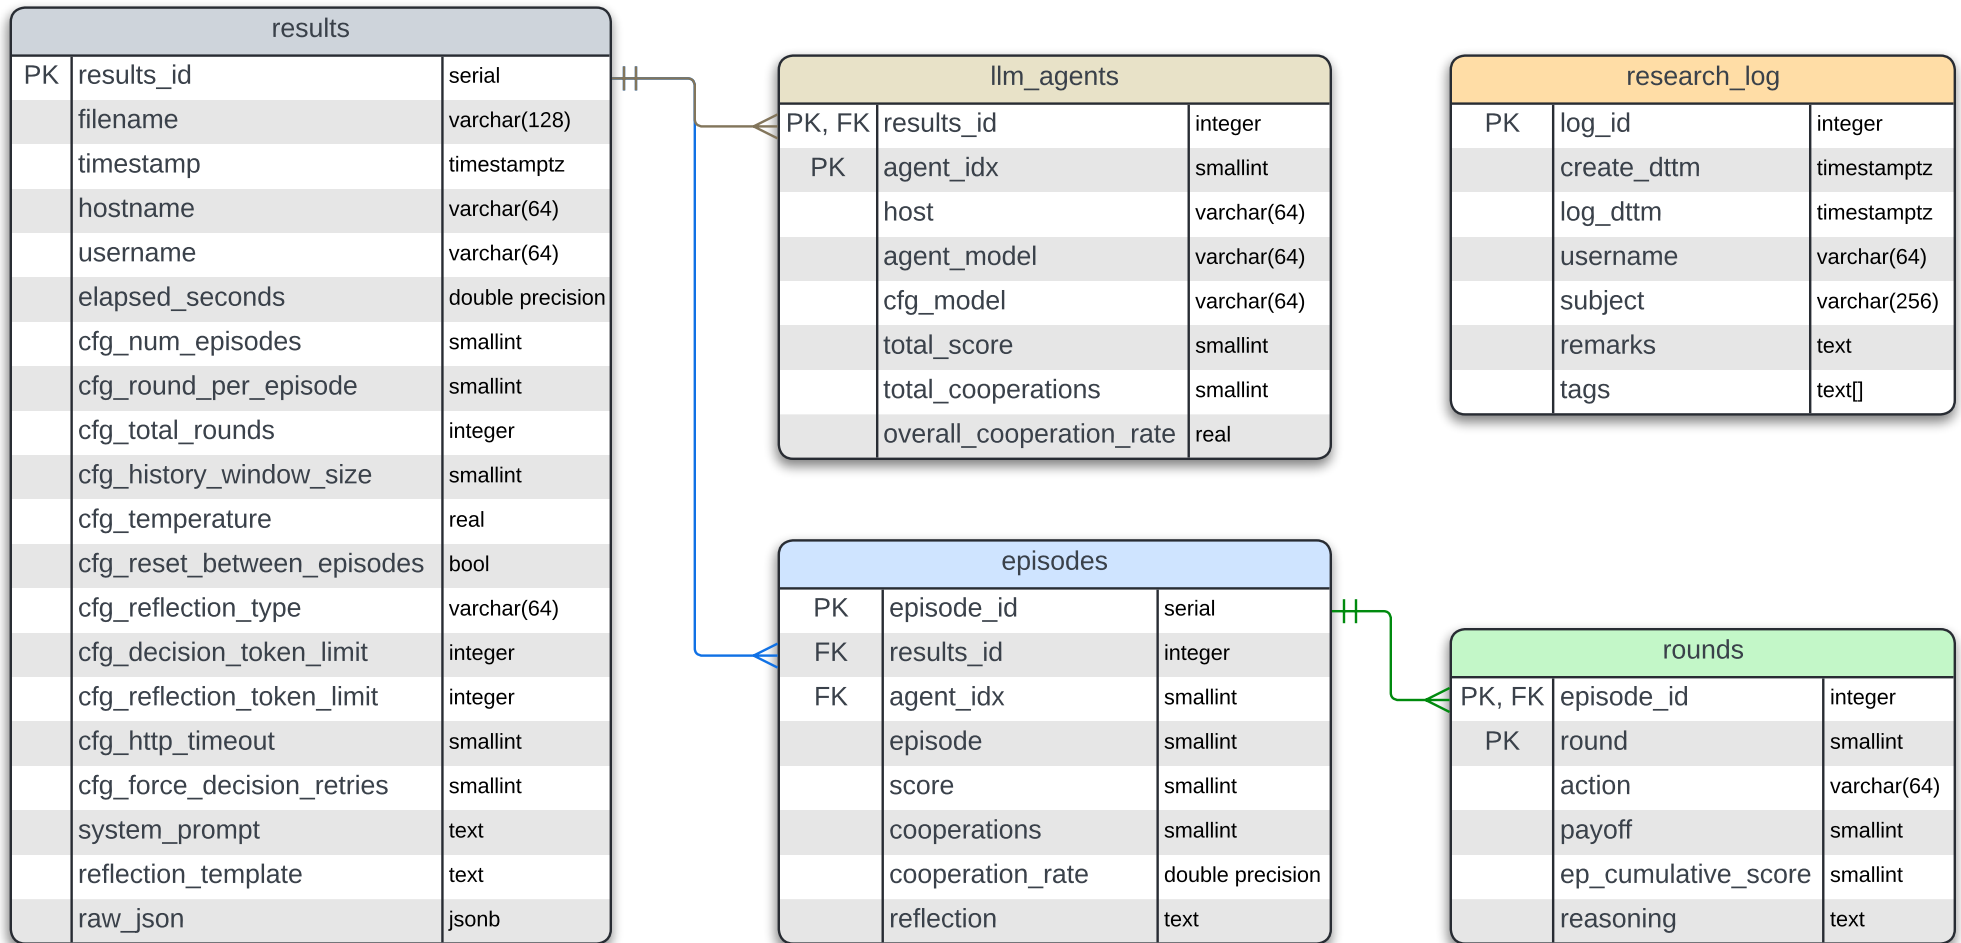 results
PK results_id serial
filename varchar(128)
timestamp timestamptz
hostname varchar(64)
username varchar(64)
elapsed_seconds double precision
cfg_num_episodes smallint
cfg_round_per_episode smallint
cfg_total_rounds integer
cfg_history_window_size smallint
cfg_temperature real
cfg_reset_between_episodes bool
cfg_reflection_type varchar(64)
cfg_decision_token_limit integer
cfg_reflection_token_limit integer
cfg_http_timeout smallint
cfg_force_decision_retries smallint
system_prompt text
reflection_template text
raw_json jsonb
llm_agents
PK, FK results_id integer
PK agent_idx smallint
host varchar(64)
agent_model varchar(64)
cfg_model varchar(64)
total_score smallint
total_cooperations smallint
overall_cooperation_rate real
research_log
PK log_id integer
create_dttm timestamptz
log_dttm timestamptz
username varchar(64)
subject varchar(256)
remarks text
tags text[]
episodes
PK episode_id serial
FK results_id integer
FK agent_idx smallint
episode smallint
score smallint
cooperations smallint
cooperation_rate double precision
reflection text
rounds
PK, FK episode_id integer
PK round smallint
action varchar(64)
payoff smallint
ep_cumulative_score smallint
reasoning text